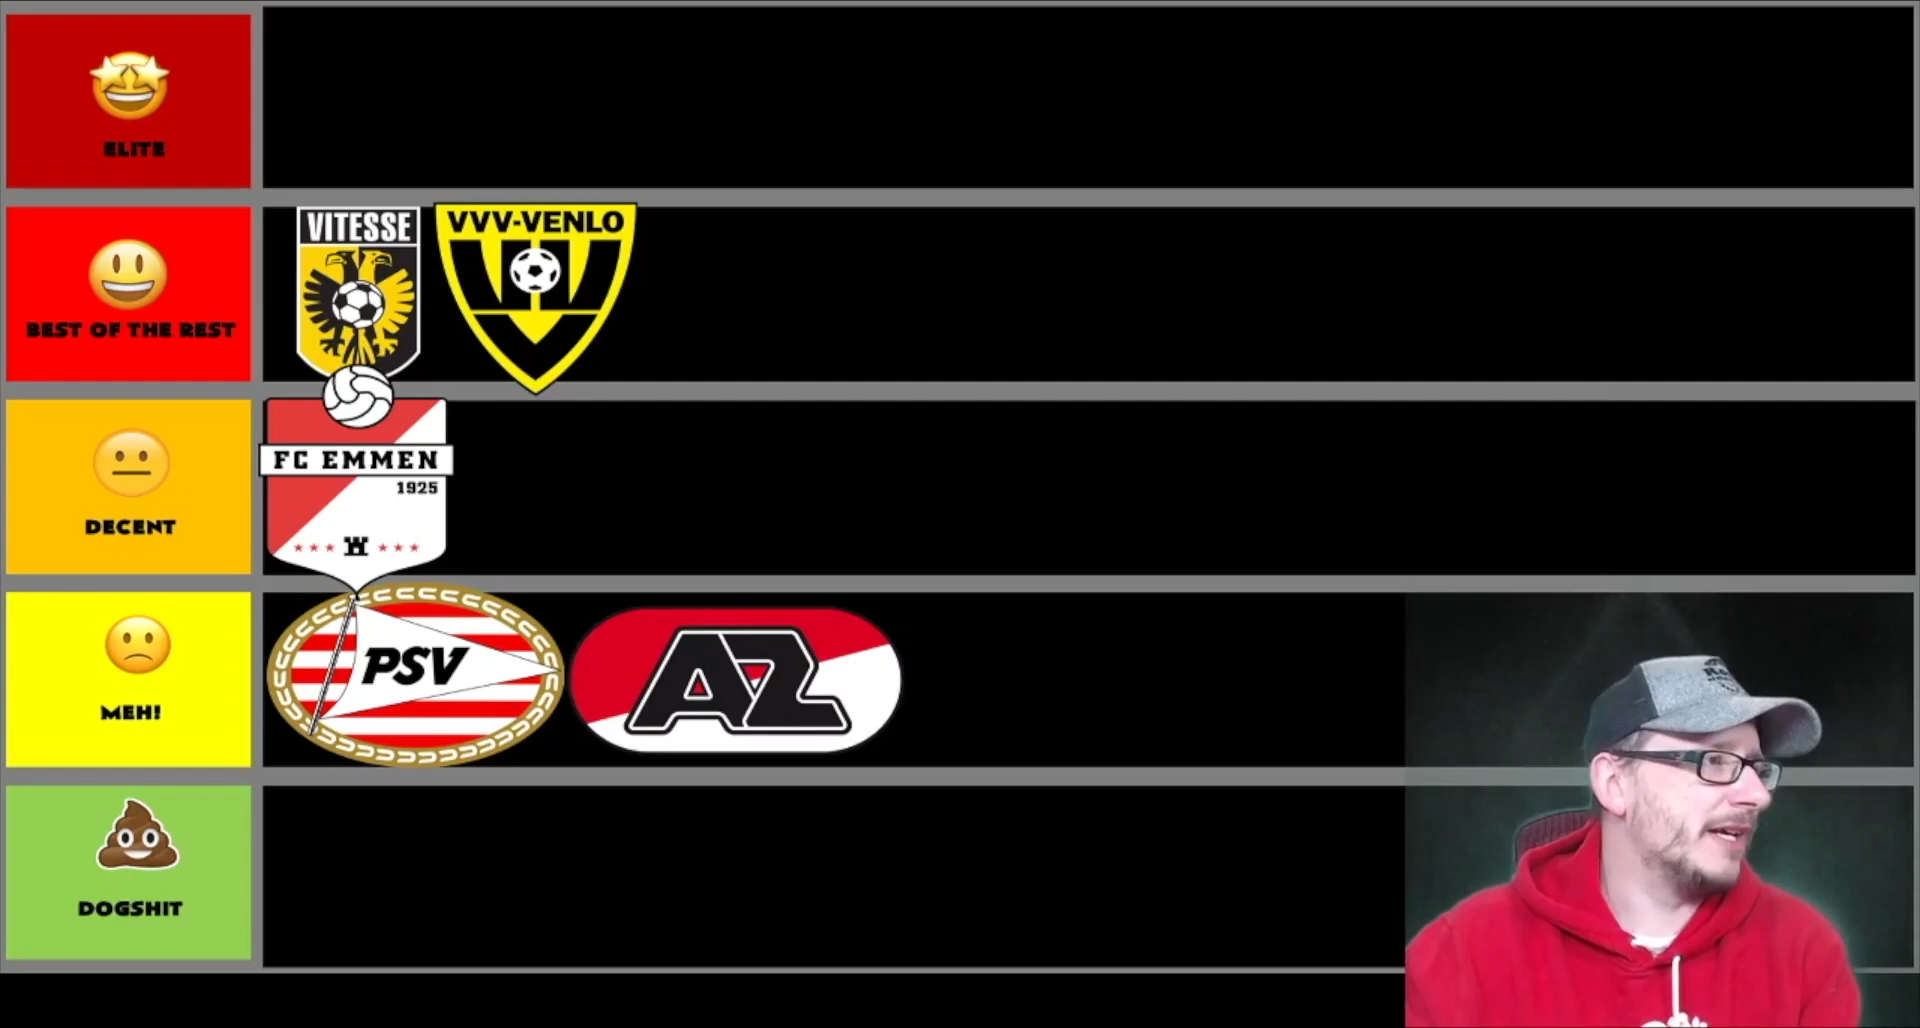 ELITE
BEST OF THE REST
VITESSE
VVV-VENLO
DECENT
FC EMMEN
1925
MEH!
PSV
AZ
DOGSHIT